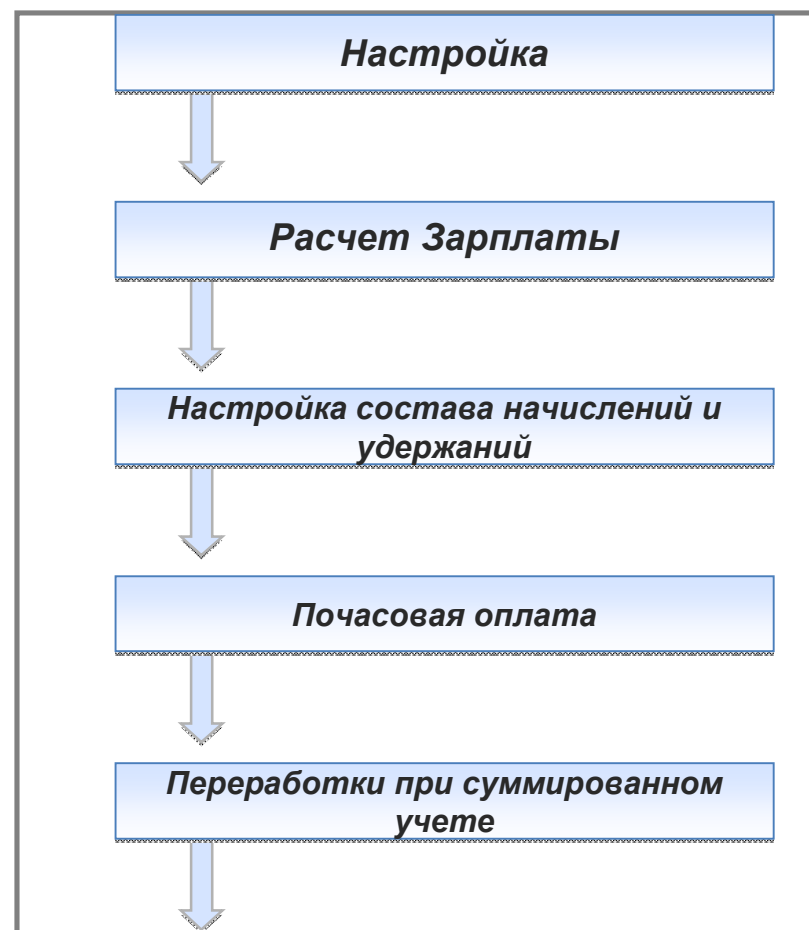 Настройка
Расчет Зарплаты
Настройка состава начислений и
удержаний
Почасовая оплата
Переработки при суммированном
учете